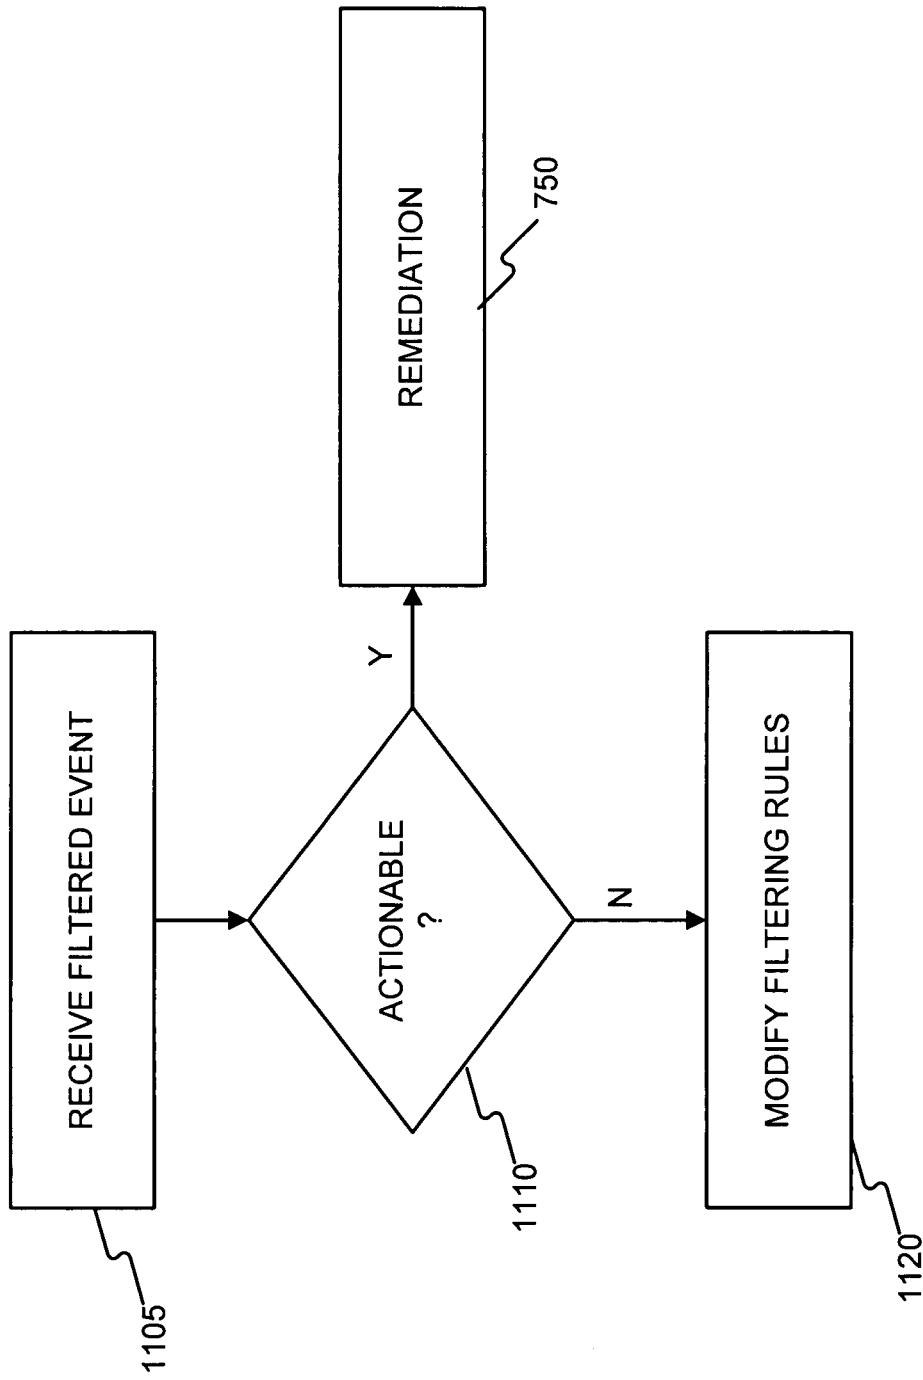 RECEIVE FILTERED EVENT
1105
ACTIONABLE
?
1110
Y
REMEDIATION
750
N
MODIFY FILTERING RULES
1120